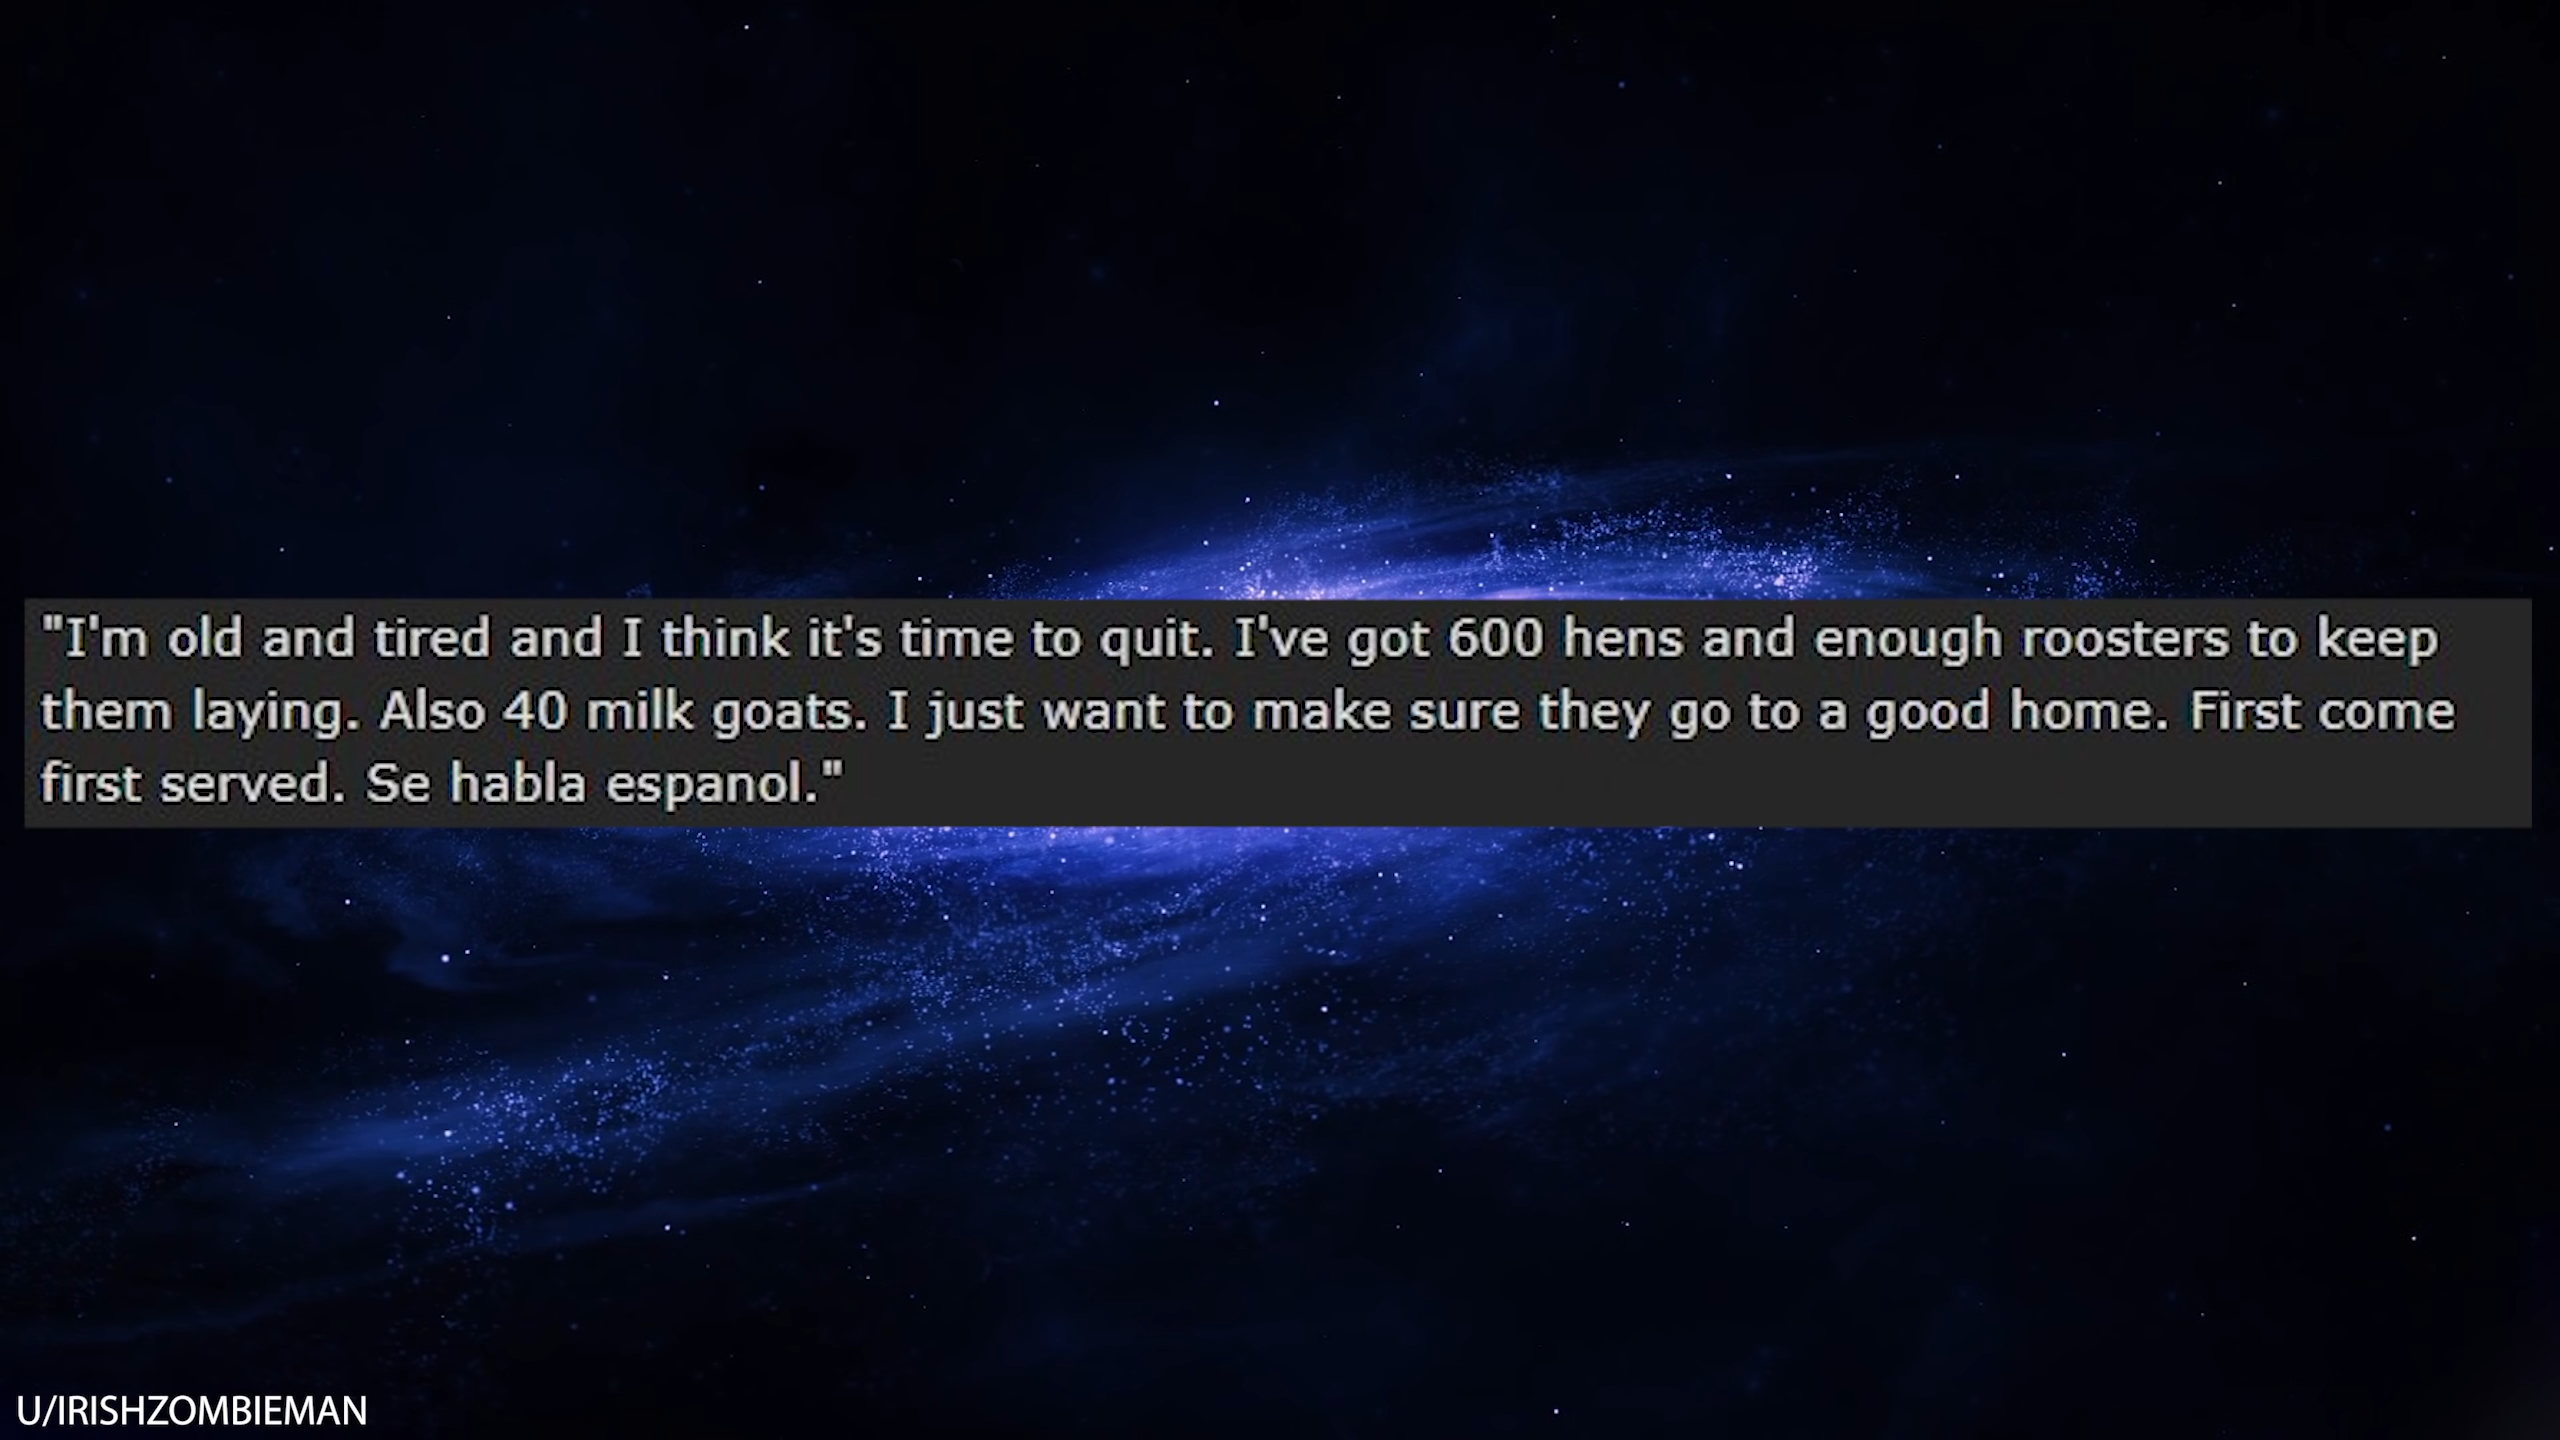 "I'm old and tired and I think it's time to quit. I've got 600 hens and enough roosters to keep
them laying. Also 40 milk goats. I just want to make sure they go to a good home. First come
first served. Se habla espanol."
U/IRISHZOMBIEMAN